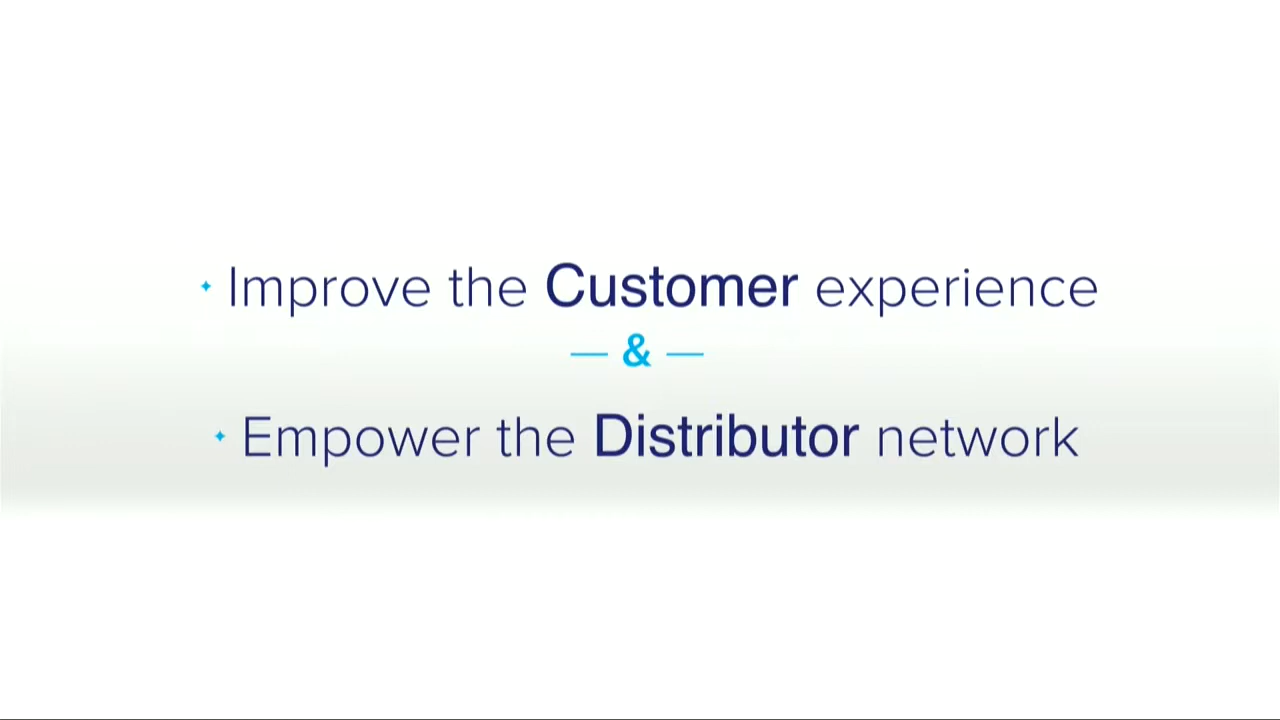 Improve the Customer experience
— & —
Empower the Distributor network